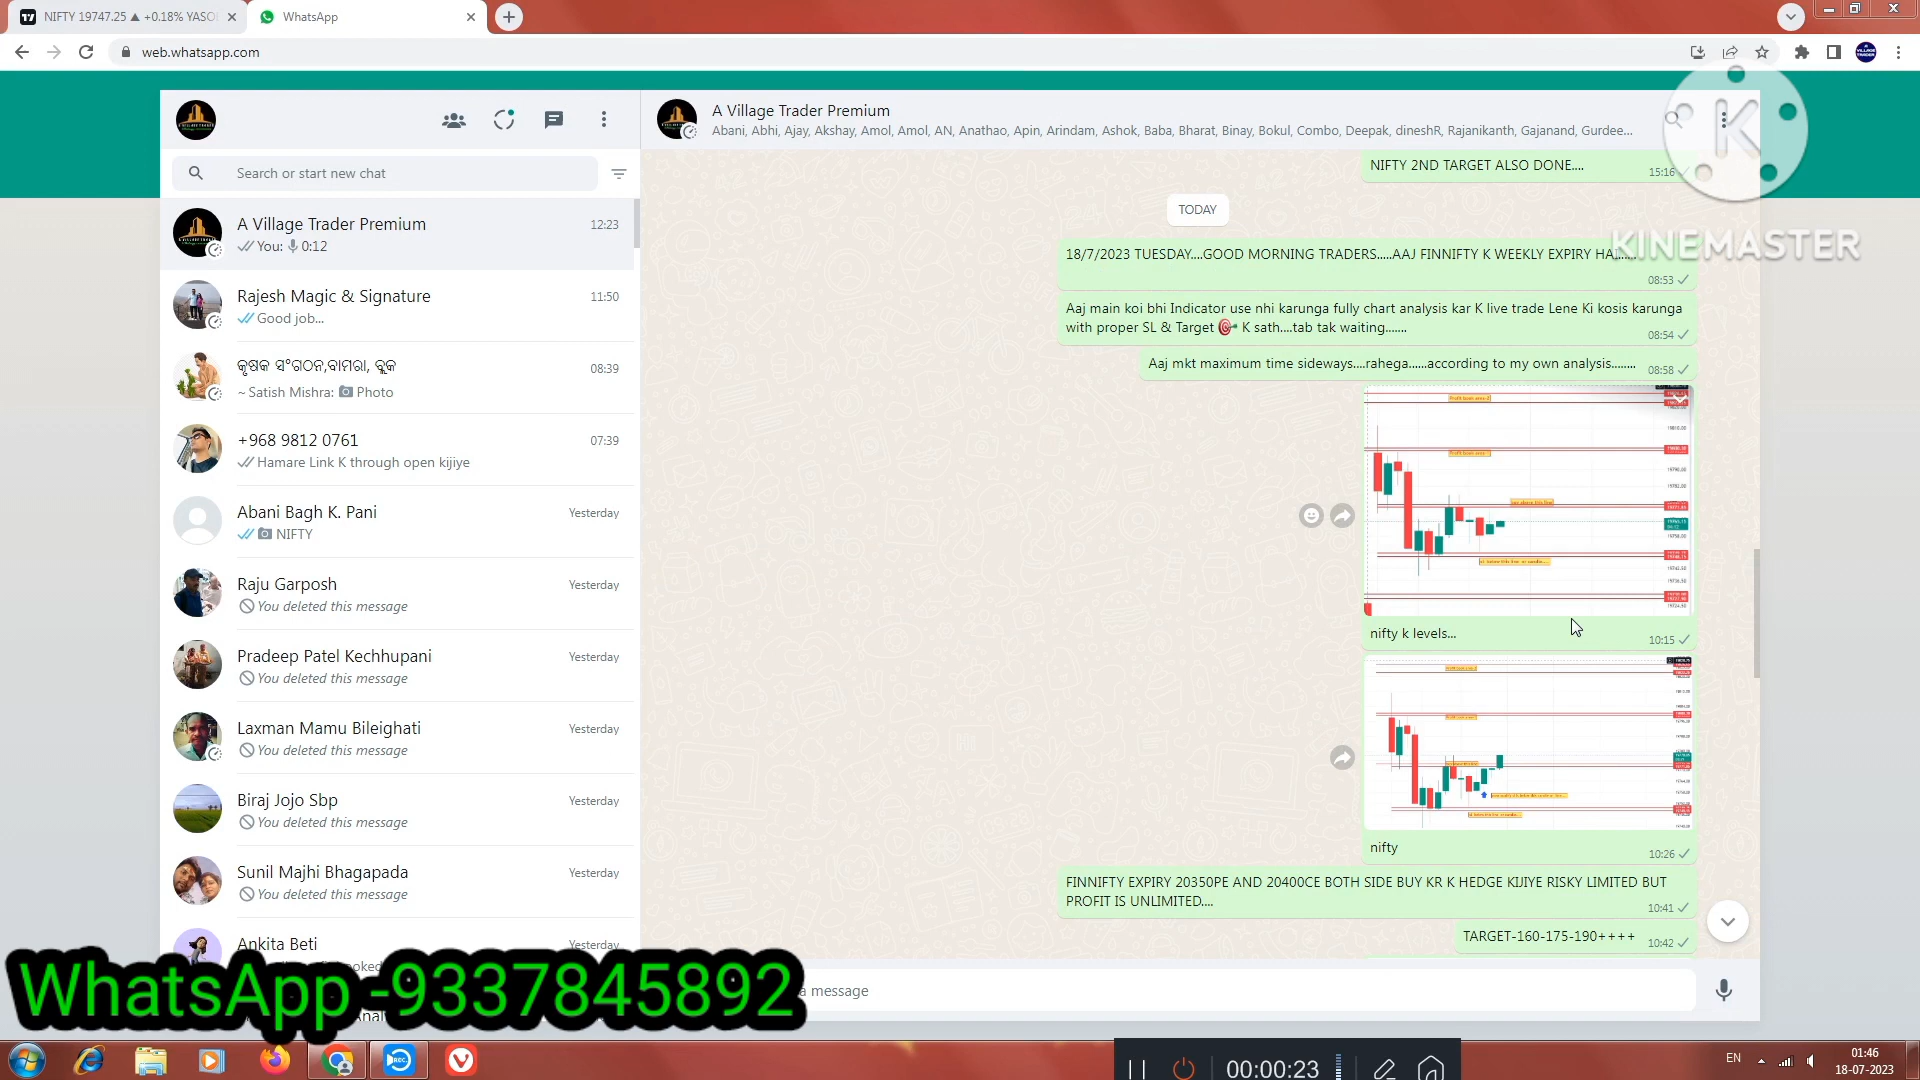 NIFTY 19747.25 ▲ +0.18% YASO
WhatsApp
web.whatsapp.com
Search or start new chat
A Village Trader Premium
12:23
You: 0:12
Rajesh Magic & Signature
11:50
Good job...
କୃଷକ ସଂଗଠନ,ବାମରା, ବ୍ଲକ
08:39
~ Satish Mishra: Photo
+968 9812 0761
07:39
Hamare Link K through open kijiye
Abani Bagh K. Pani
Yesterday
NIFTY
Raju Garposh
Yesterday
You deleted this message
Pradeep Patel Kechhupani
Yesterday
You deleted this message
Laxman Mamu Bileighati
Yesterday
You deleted this message
Biraj Jojo Sbp
Yesterday
You deleted this message
Sunil Majhi Bhagapada
Yesterday
You deleted this message
Ankita Beti
Yesterday
A Village Trader Premium
Abani, Abhi, Ajay, Akshay, Amol, Amol, AN, Anathao, Apin, Arindam, Ashok, Baba, Bharat, Binay, Bokul, Combo, Deepak, dineshR, Rajanikanth, Gajanand, Gurdee...
NIFTY 2ND TARGET ALSO DONE....
15:16
TODAY
18/7/2023 TUESDAY....GOOD MORNING TRADERS.....AAJ FINNIFTY K WEEKLY EXPIRY HAI......
08:53
Aaj main koi bhi Indicator use nhi karunga fully chart analysis kar K live trade Lene Ki kosis karunga
with proper SL & Target 🎯 K sath....tab tak waiting.......
08:54
Aaj mkt maximum time sideways....rahega......according to my own analysis........
08:58
nifty k levels...
10:15
nifty
10:26
FINNIFTY EXPIRY 20350PE AND 20400CE BOTH SIDE BUY KR K HEDGE KIJIYE RISKY LIMITED BUT
PROFIT IS UNLIMITED....
10:41
TARGET-160-175-190++++
10:42
a message
KINEMASTER
WhatsApp -9337845892
REC
00:00:23
EN
01:46
18-07-2023